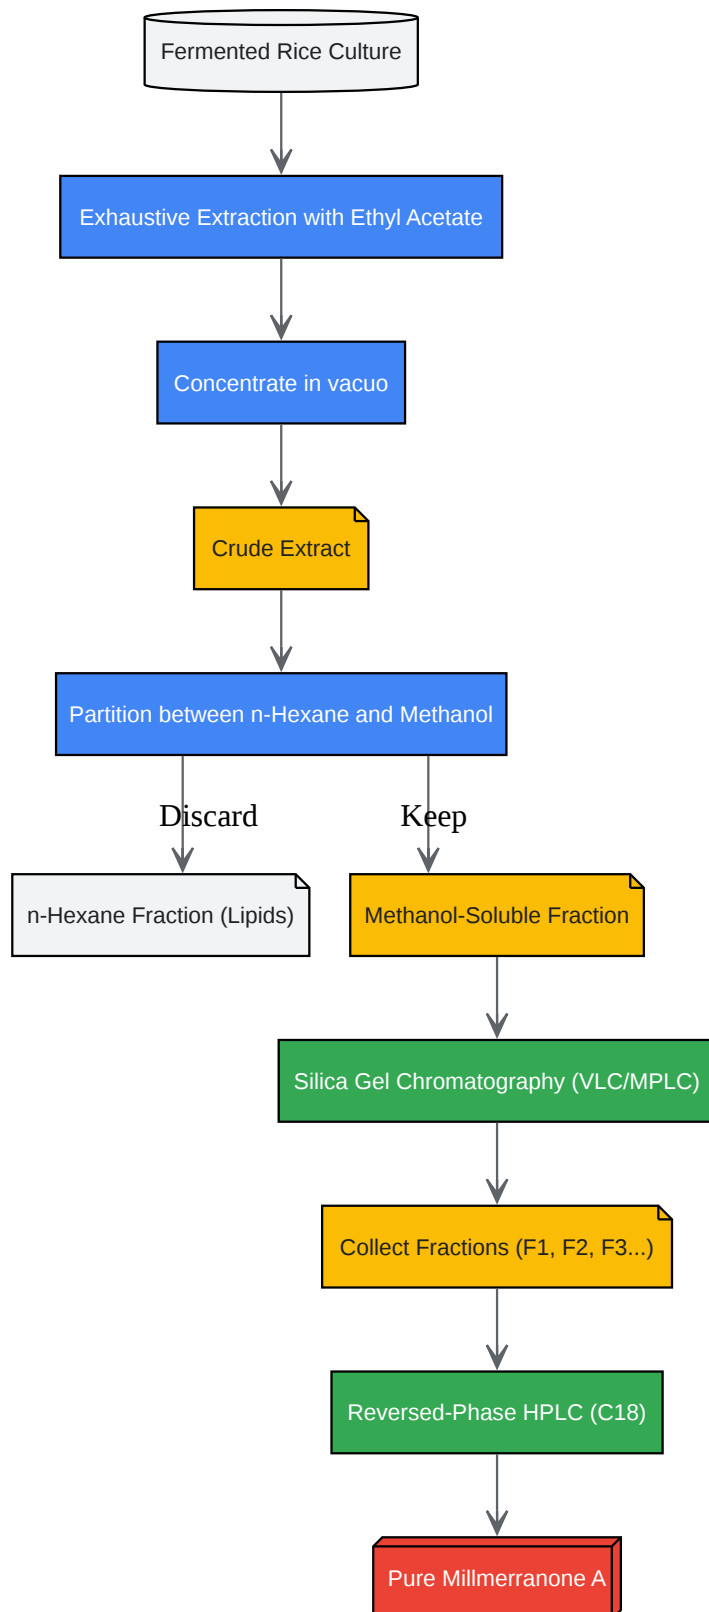 Fermented Rice Culture
Exhaustive Extraction with Ethyl Acetate
Concentrate in vacuo
Crude Extract
Partition between n-Hexane and Methanol
Discard
Keep
n-Hexane Fraction (Lipids)
Methanol-Soluble Fraction
Silica Gel Chromatography (VLC/MPLC)
Collect Fractions (F1, F2, F3...)
Reversed-Phase HPLC (C18)
Pure Millmerranone A